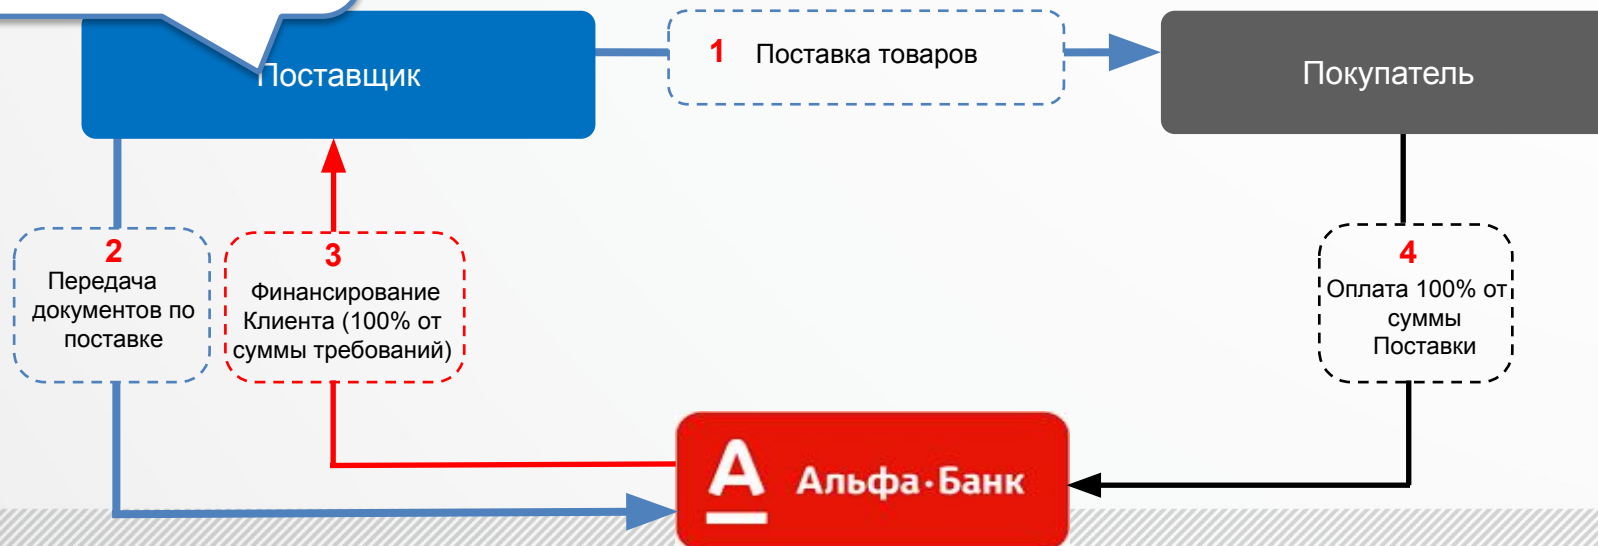 Поставщик
1 Поставка товаров
Покупатель
2
Передача
документов по
поставке
3
Финансирование
Клиента (100% от
суммы требований)
4
Оплата 100% от
суммы
Поставки
А Альфа·Банк